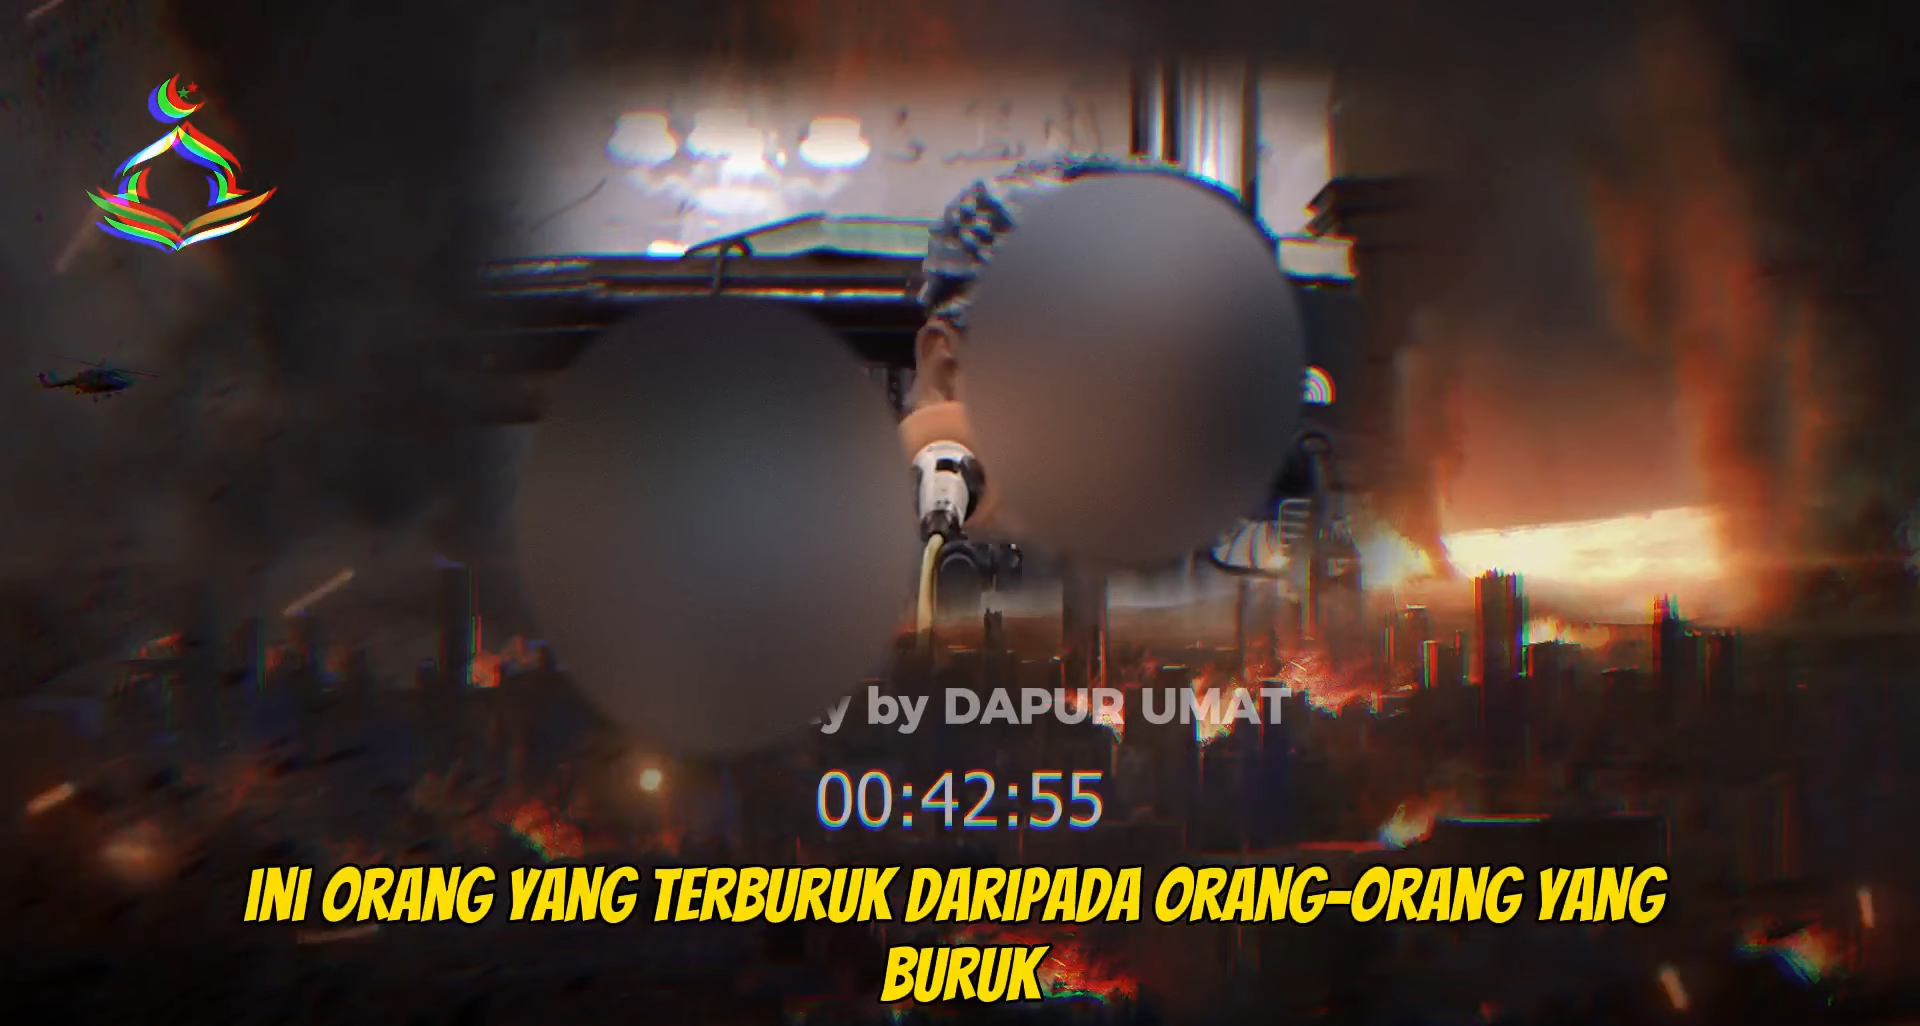 by DAPUR UMAT
00:42:55
INI ORANG YANG TERBURUK DARIPADA ORANG-ORANG YANG
BURUK